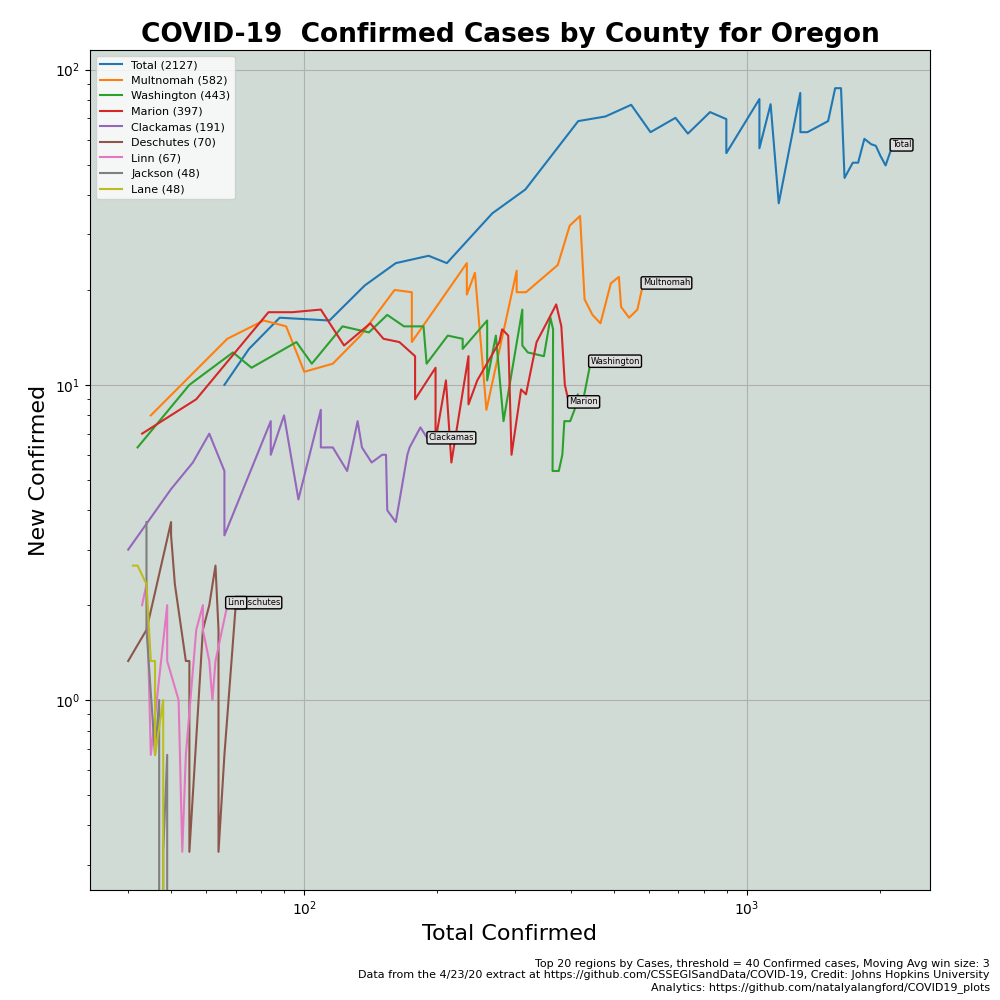 COVID-19  Confirmed Cases by County for Oregon
10²
Total (2127)
Multnomah (582)
Washington (443)
Marion (397)
Clackamas (191)
Deschutes (70)
Linn (67)
Jackson (48)
Lane (48)
Total
Multnomah
10¹
Washington
Marion
Clackamas
New Confirmed
Linn schutes
10⁰
10² 10³
Total Confirmed
Top 20 regions by Cases, threshold = 40 Confirmed cases, Moving Avg win size: 3
Data from the 4/23/20 extract at https://github.com/CSSEGISandData/COVID-19, Credit: Johns Hopkins University
Analytics: https://github.com/natalyalangford/COVID19_plots